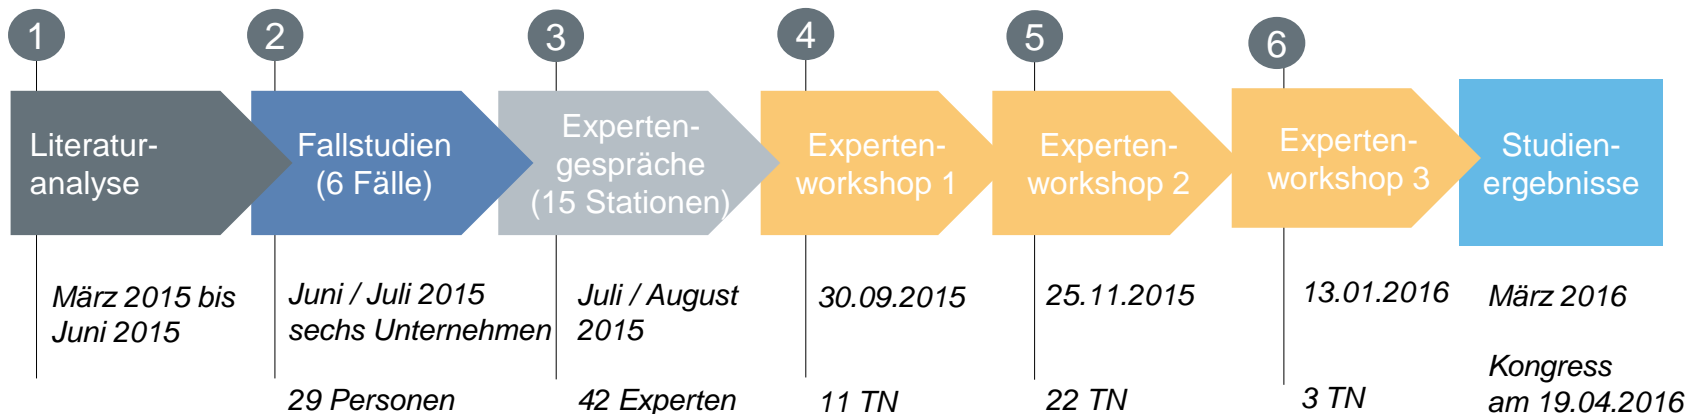 1
2
3
4
5
6
Literatur-
analyse
Fallstudien
(6 Fälle)
Experten-
gespräche
(15 Stationen)
Experten-
workshop 1
Experten-
workshop 2
Experten-
workshop 3
Studien-
ergebnisse
März 2015 bis
Juni 2015
Juni / Juli 2015
sechs Unternehmen
29 Personen
Juli / August
2015
42 Experten
30.09.2015
11 TN
25.11.2015
22 TN
13.01.2016
3 TN
März 2016
Kongress
am 19.04.2016